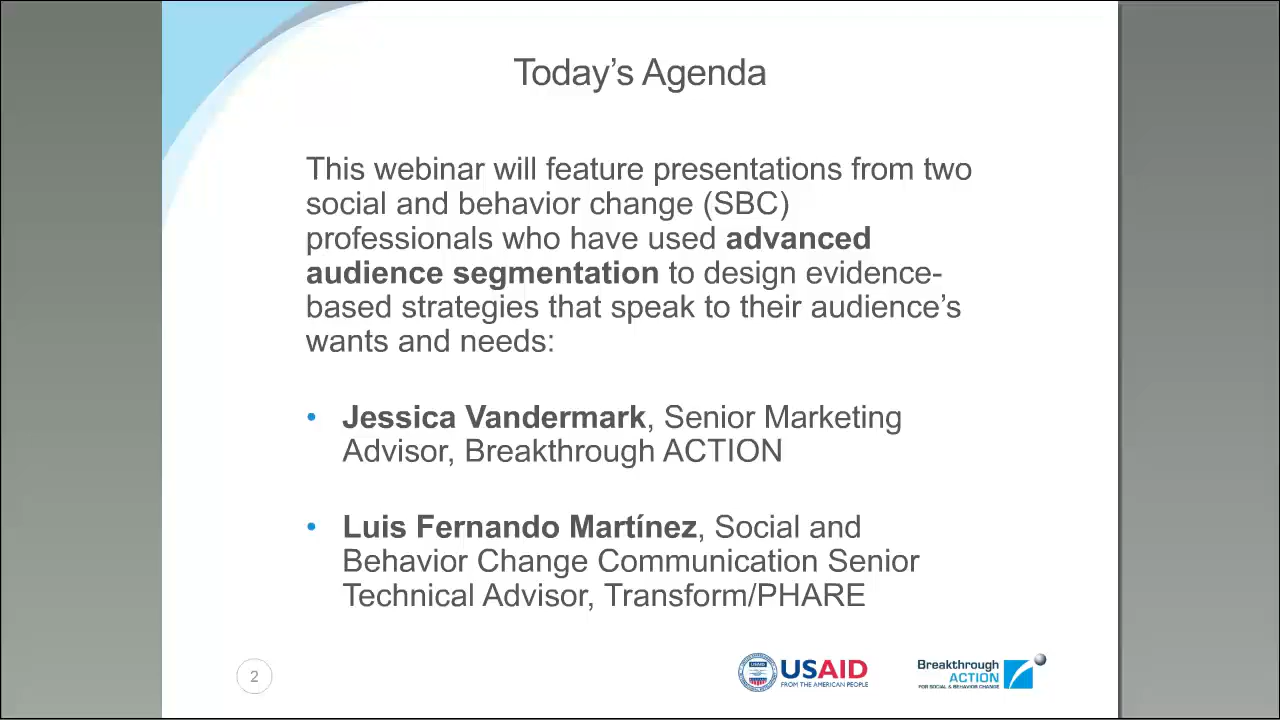 Today’s Agenda
This webinar will feature presentations from two
social and behavior change (SBC)
professionals who have used advanced
audience segmentation to design evidence-
based strategies that speak to their audience’s
wants and needs:
• Jessica Vandermark, Senior Marketing
Advisor, Breakthrough ACTION
• Luis Fernando Martínez, Social and
Behavior Change Communication Senior
Technical Advisor, Transform/PHARE
2
USAID
FROM THE AMERICAN PEOPLE
Breakthrough
ACTION
FOR SOCIAL & BEHAVIOR CHANGE